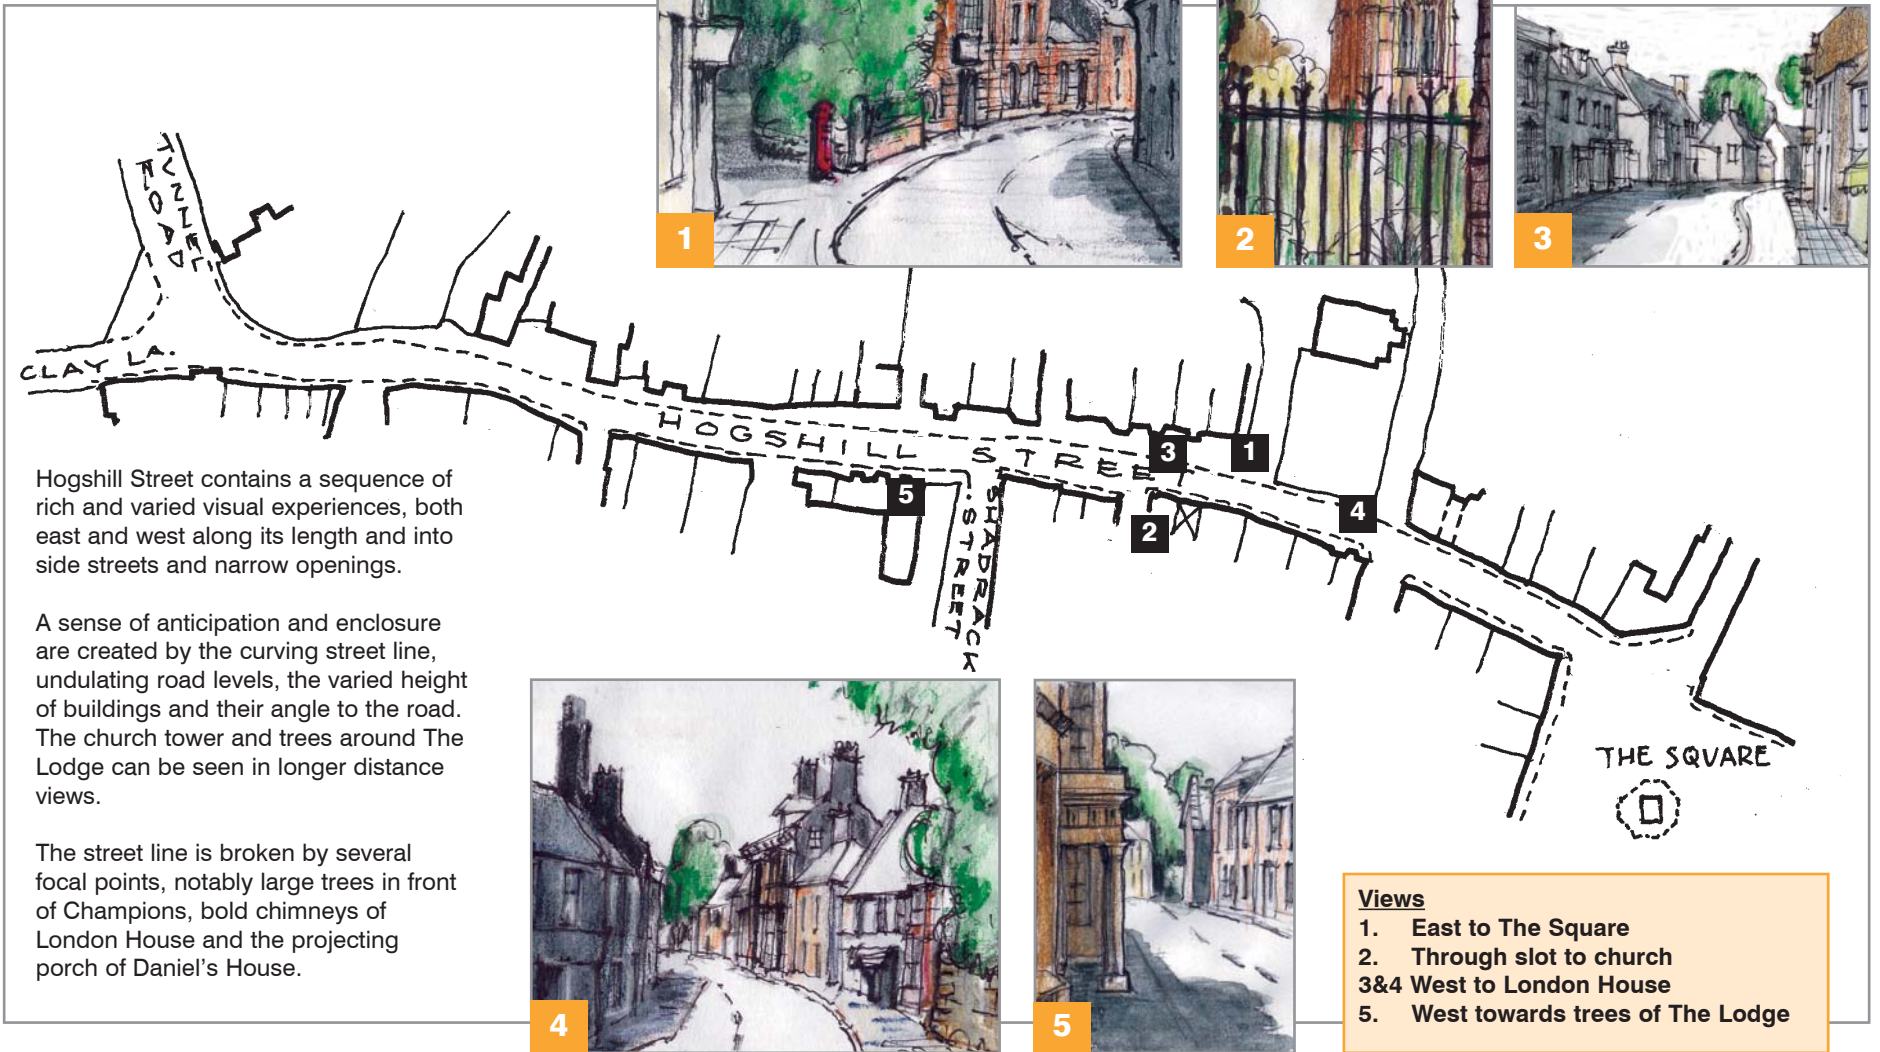 1
2
3
TUNNEL
ROAD
CLAY LA.
HOGSHILL STREE
3
1
5
4
2
SHADRACK
STREET
THE SQUARE
Hogshill Street contains a sequence of
rich and varied visual experiences, both
east and west along its length and into
side streets and narrow openings.
A sense of anticipation and enclosure
are created by the curving street line,
undulating road levels, the varied height
of buildings and their angle to the road.
The church tower and trees around The
Lodge can be seen in longer distance
views.
The street line is broken by several
focal points, notably large trees in front
of Champions, bold chimneys of
London House and the projecting
porch of Daniel's House.
4
5
Views
1. East to The Square
2. Through slot to church
3&4 West to London House
5. West towards trees of The Lodge